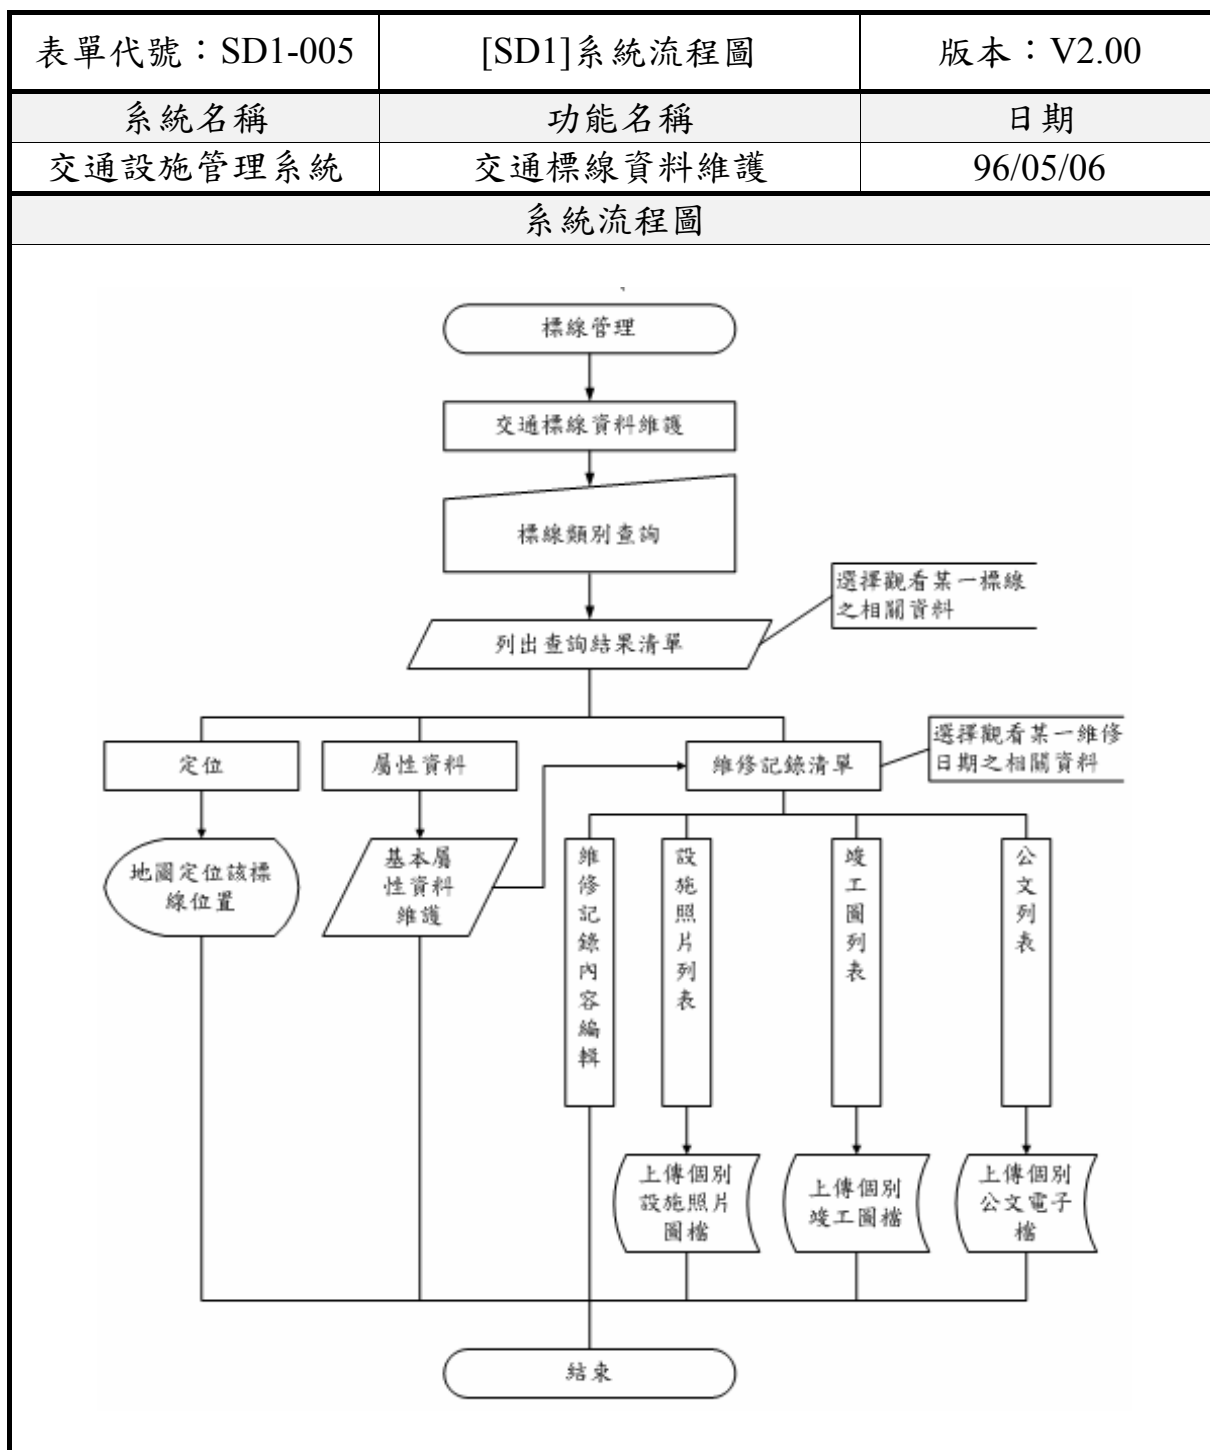 表單代號：SD1-005
[SD1]系統流程圖
版本：V2.00
系統名稱
功能名稱
日期
交通設施管理系統
交通標線資料維護
96/05/06
系統流程圖
標線管理
交通標線資料維護
標線類別查詢
選擇觀看某一標線
之相關資料
列出查詢結果清單
定位
屬性資料
維修記錄清單
選擇觀看某一維修
日期之相關資料
地圖定位該標
線位置
基本屬
性資料
維護
維修記錄內容編輯
設施照片列表
竣工圖列表
公文列表
上傳個別
設施照片
圖檔
上傳個別
竣工圖檔
上傳個別
公文電子
檔
結束